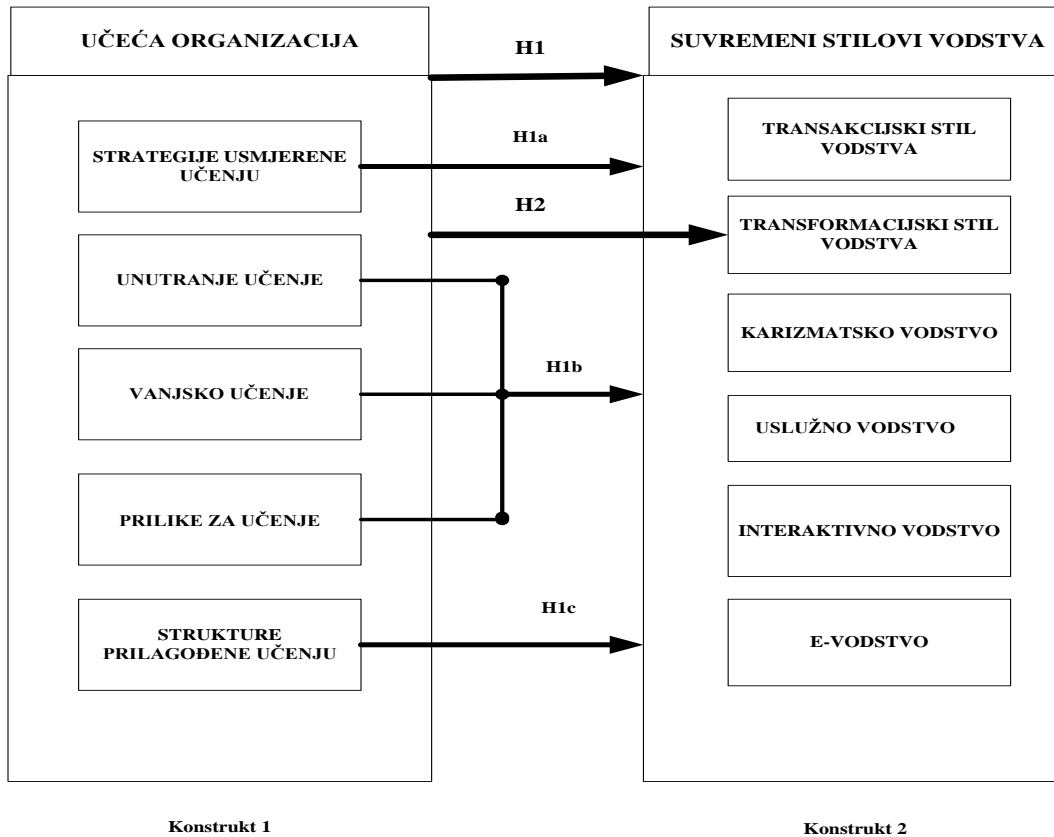 UČEĆA ORGANIZACIJA
STRATEGIJE USMJERENE
UČENJU
UNUTRANJE UČENJE
VANJSKO UČENJE
PRILIKE ZA UČENJE
STRUKTURE
PRILAGOĐENE UČENJU
Konstrukt 1
H1
H1a
H2
H1b
H1c
SUVREMENI STILOVI VODSTVA
TRANSAKCIJSKI STIL
VODSTVA
TRANSFORMACIJSKI STIL
VODSTVA
KARIZMATSKO VODSTVO
USLUŽNO VODSTVO
INTERAKTIVNO VODSTVO
E-VODSTVO
Konstrukt 2